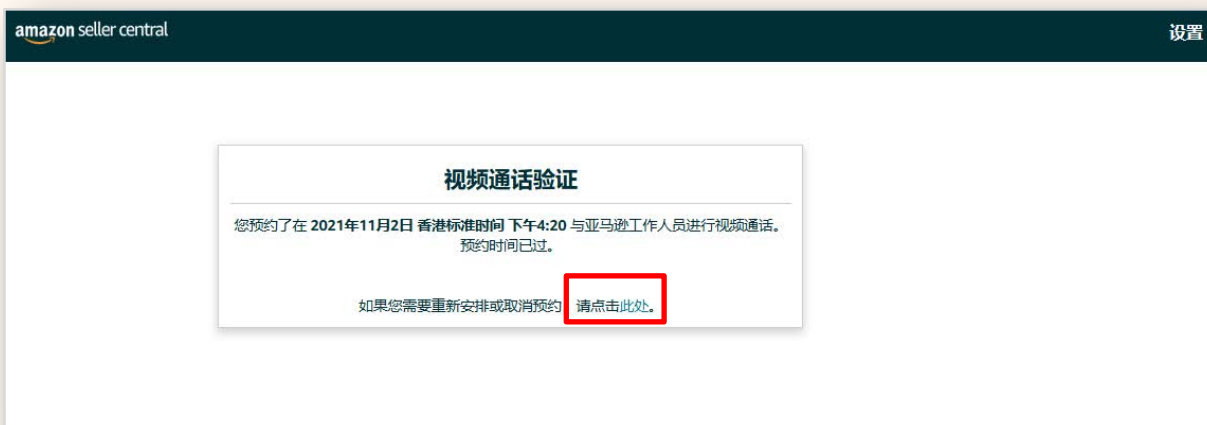 amazon seller central
设置
视频通话验证
您预约了在 2021年11月2日 香港标准时间 下午4:20 与亚马逊工作人员进行视频通话。
预约时间已过。
如果您需要重新安排或取消预约 请点击此处。